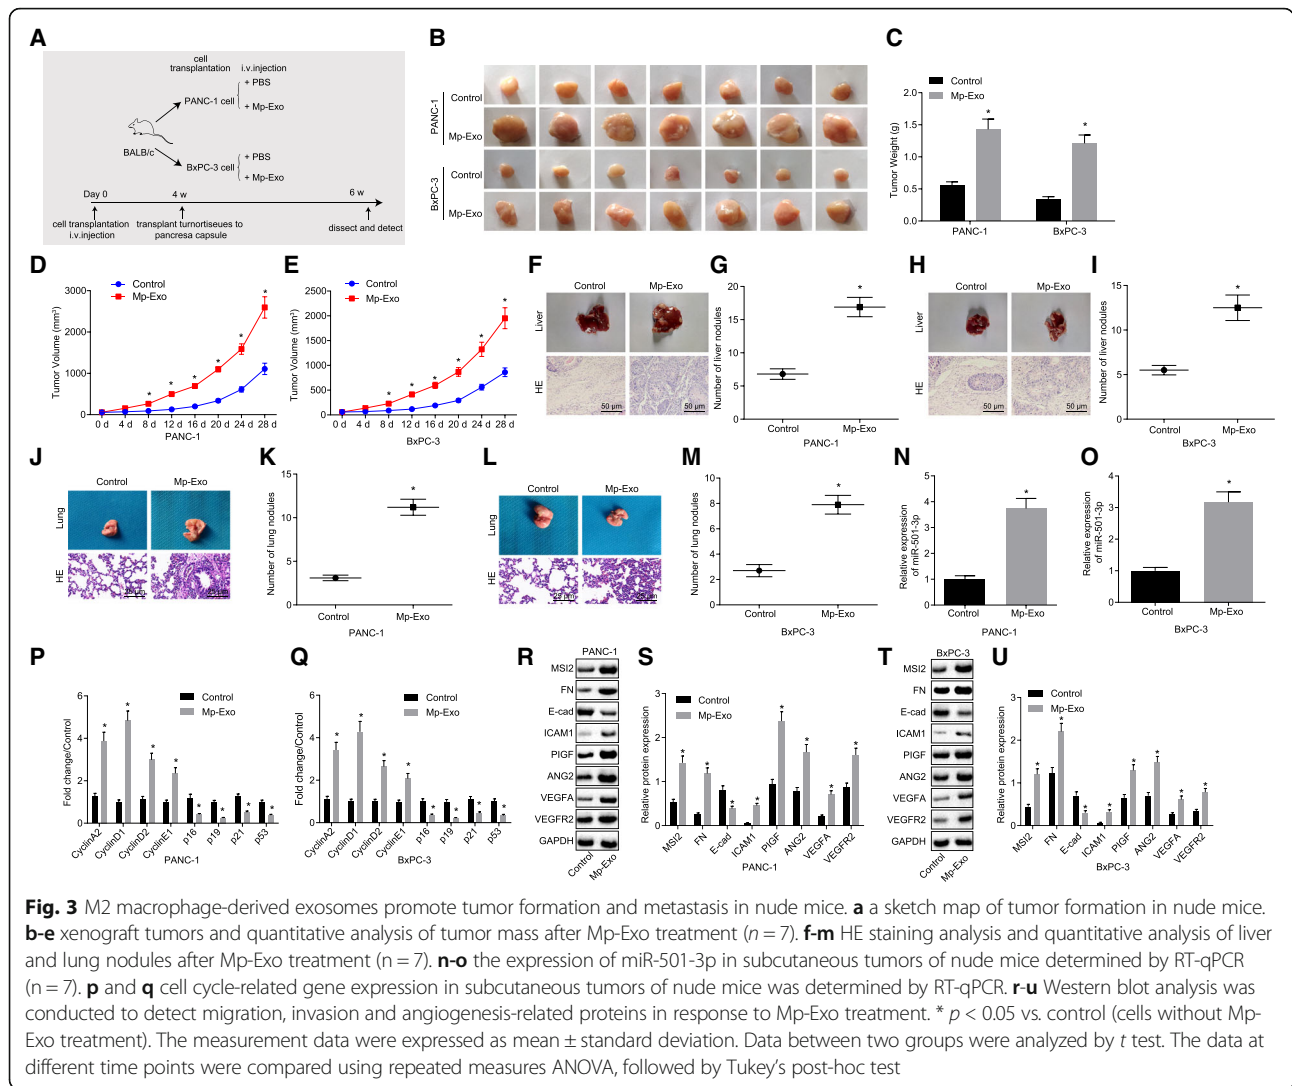 A
cell
transplantation
i.v.injection
+ PBS
PANC-1 cell
+ Mp-Exo
BALB/c
+ PBS
BxPC-3 cell
+ Mp-Exo
Day 0
4 w
6 w
cell transplantation
i.v.injection
transplant tumortiseues to
pancresa capsule
dissect and detect
B
PANC-1
Control
Mp-Exo
BxPC-3
Control
Mp-Exo
C
Control
Mp-Exo
Tumor Weight (g)
2.0
1.5
1.0
0.5
0.0
*
*
PANC-1
BxPC-3
D
Control
Mp-Exo
Tumor Volume (mm³)
3000
2000
1000
0
* * * * * *
0 d 4 d 8 d 12 d 16 d 20 d 24 d 28 d
PANC-1
E
Control
Mp-Exo
Tumor Volume (mm³)
2500
2000
1500
1000
500
0
* * * * * *
0 d 4 d 8 d 12 d 16 d 20 d 24 d 28 d
BxPC-3
F
Control Mp-Exo
Liver
HE
50 μm
50 μm
G
Number of liver nodules
20
15
10
5
0
*
Control Mp-Exo
PANC-1
H
Control Mp-Exo
Liver
HE
50 μm
50 μm
I
Number of liver nodules
15
10
5
0
*
Control Mp-Exo
BxPC-3
J
Control Mp-Exo
Lung
HE
25 μm
25 μm
K
Number of lung nodules
15
10
5
0
*
Control Mp-Exo
PANC-1
L
Control Mp-Exo
Lung
HE
25 μm
25 μm
M
Number of lung nodules
10
8
6
4
2
0
*
Control Mp-Exo
BxPC-3
N
Relative expression
of miR-501-3p
5
4
3
2
1
0
*
Control
Mp-Exo
PANC-1
O
Relative expression
of miR-501-3p
4
3
2
1
0
*
Control
Mp-Exo
BxPC-3
P
Control
Mp-Exo
Fold change/Control
6
4
2
0
* * * * * * * *
CyclinA2 CyclinD1 CyclinD2 CyclinE1 p16 p19 p21 p53
PANC-1
Q
Control
Mp-Exo
Fold change/Control
6
4
2
0
* * * * * * * *
CyclinA2 CyclinD1 CyclinD2 CyclinE1 p16 p19 p21 p53
BxPC-3
R
PANC-1
MSI2
FN
E-cad
ICAM1
PIGF
ANG2
VEGFA
VEGFR2
GAPDH
Control
Mp-Exo
S
Control
Mp-Exo
Relative protein expression
3
2
1
0
* * * * * * * *
MSI2 FN E-cad ICAM1 PIGF ANG2 VEGFA VEGFR2
PANC-1
T
BxPC-3
MSI2
FN
E-cad
ICAM1
PIGF
ANG2
VEGFA
VEGFR2
GAPDH
Control
Mp-Exo
U
Control
Mp-Exo
Relative protein expression
3
2
1
0
* * * * * * * *
MSI2 FN E-cad ICAM1 PIGF ANG2 VEGFA VEGFR2
BxPC-3
Fig. 3 M2 macrophage-derived exosomes promote tumor formation and metastasis in nude mice. a a sketch map of tumor formation in nude mice.
b-e xenograft tumors and quantitative analysis of tumor mass after Mp-Exo treatment (n = 7). f-m HE staining analysis and quantitative analysis of liver
and lung nodules after Mp-Exo treatment (n = 7). n-o the expression of miR-501-3p in subcutaneous tumors of nude mice determined by RT-qPCR
(n = 7). p and q cell cycle-related gene expression in subcutaneous tumors of nude mice was determined by RT-qPCR. r-u Western blot analysis was
conducted to detect migration, invasion and angiogenesis-related proteins in response to Mp-Exo treatment. * p < 0.05 vs. control (cells without Mp-
Exo treatment). The measurement data were expressed as mean ± standard deviation. Data between two groups were analyzed by t test. The data at
different time points were compared using repeated measures ANOVA, followed by Tukey's post-hoc test